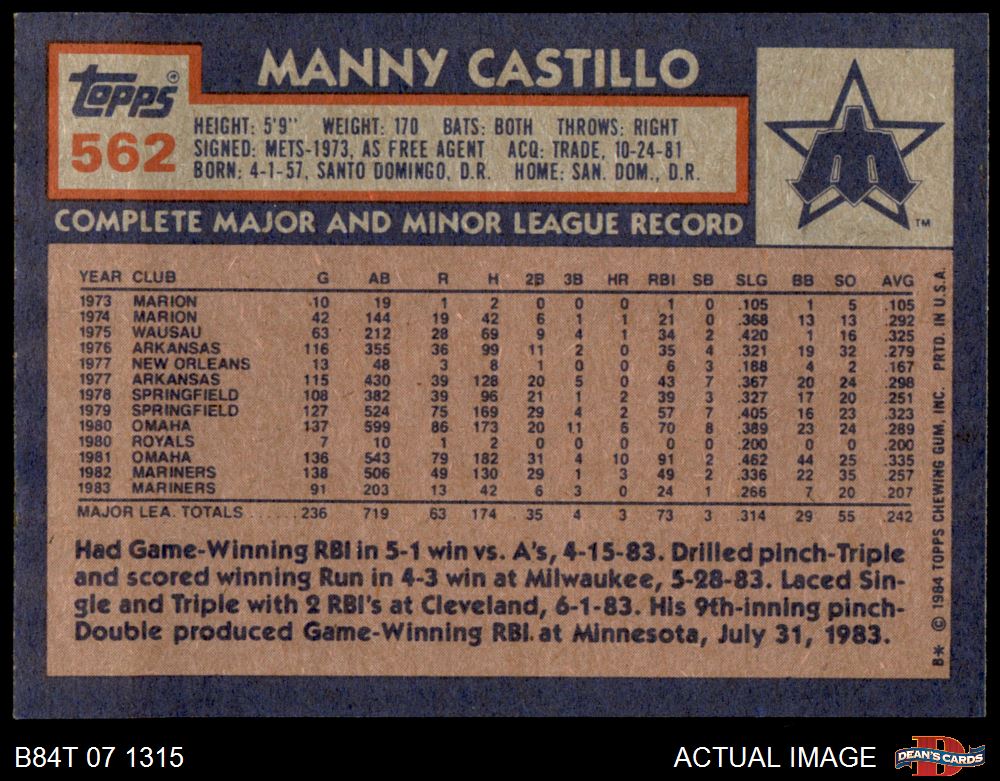 MANNY CASTILLO
Topps
562
HEIGHT: 5'9" WEIGHT: 170 BATS: BOTH THROWS: RIGHT
SIGNED: METS-1973, AS FREE AGENT ACQ: TRADE, 10-24-81
BORN: 4-1-57, SANTO DOMINGO, D.R. HOME: SAN. DOM., D.R.
TM
COMPLETE MAJOR AND MINOR LEAGUE RECORD
YEAR CLUB G AB R H 2B 3B HR RBI SB SLG BB SO AVG
1973 MARION 10 19 1 2 0 0 0 1 0 .105 1 5 .105
1974 MARION 42 144 19 42 6 1 1 21 0 .368 13 13 .292
1975 WAUSAU 63 212 28 69 9 4 1 34 2 .420 1 16 .325
1976 ARKANSAS 116 355 36 99 11 2 0 35 4 .321 19 32 .279
1977 NEW ORLEANS 13 48 3 8 1 0 0 6 3 .188 4 2 .167
1977 ARKANSAS 115 430 39 128 20 5 0 43 7 .367 20 24 .298
1978 SPRINGFIELD 108 382 39 96 21 1 2 39 3 .327 17 20 .251
1979 SPRINGFIELD 127 524 75 169 29 4 2 57 7 .405 16 23 .323
1980 OMAHA 137 599 86 173 20 11 6 70 8 .389 23 24 .289
1980 ROYALS 7 10 1 2 0 0 0 0 0 .200 0 0 .200
1981 OMAHA 136 543 79 182 31 4 10 91 2 .462 44 25 .335
1982 MARINERS 138 506 49 130 29 1 3 49 2 .336 22 35 .257
1983 MARINERS 91 203 13 42 6 3 0 24 1 .266 7 20 .207
MAJOR LEA. TOTALS ...... 236 719 63 174 35 4 3 73 3 .314 29 55 .242
Had Game-Winning RBI in 5-1 win vs. A's, 4-15-83. Drilled pinch-Triple
and scored winning Run in 4-3 win at Milwaukee, 5-28-83. Laced Sin-
gle and Triple with 2 RBI's at Cleveland, 6-1-83. His 9th-inning pinch-
Double produced Game-Winning RBI. at Minnesota, July 31, 1983.
B* © 1984 TOPPS CHEWING GUM, INC. PRTD. IN U.S.A.
B84T 07 1315
ACTUAL IMAGE
D
DEAN'S CARDS